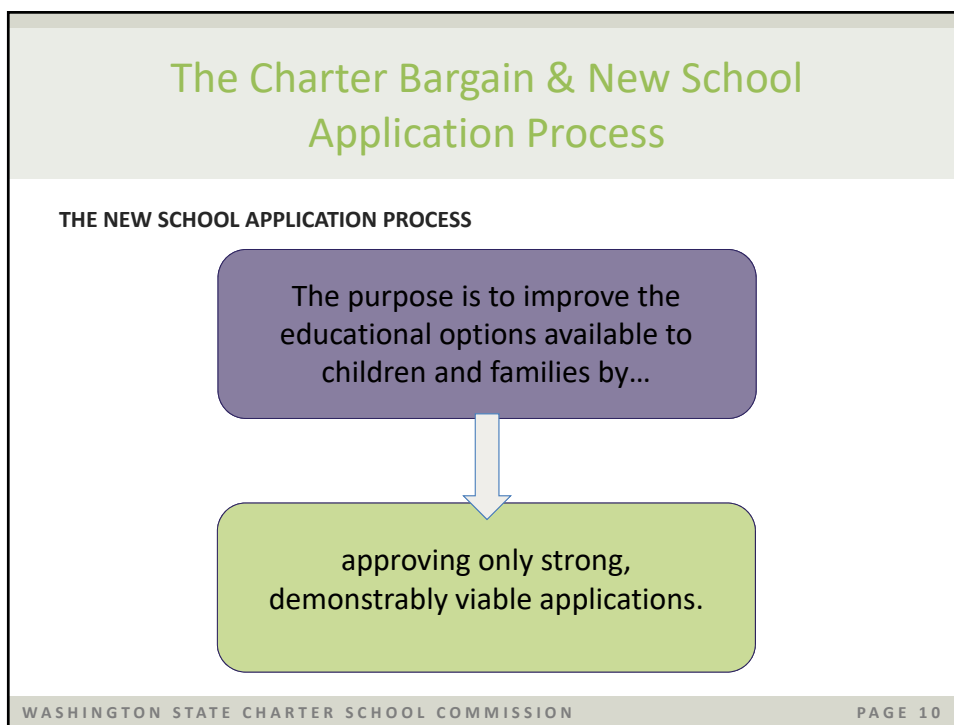 The Charter Bargain & New School
Application Process
THE NEW SCHOOL APPLICATION PROCESS
The purpose is to improve the
educational options available to
children and families by…
approving only strong,
demonstrably viable applications.
WASHINGTON STATE CHARTER SCHOOL COMMISSION
PAGE 10